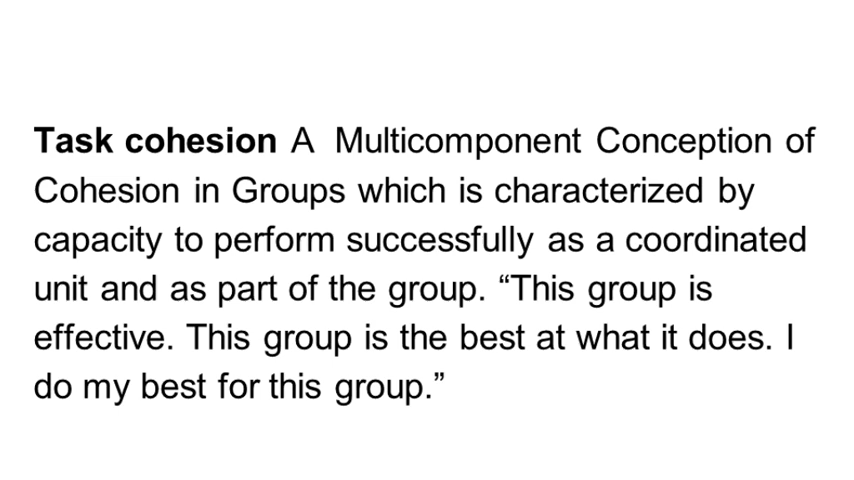 Task cohesion A Multicomponent Conception of
Cohesion in Groups which is characterized by
capacity to perform successfully as a coordinated
unit and as part of the group. “This group is
effective. This group is the best at what it does. I
do my best for this group.”